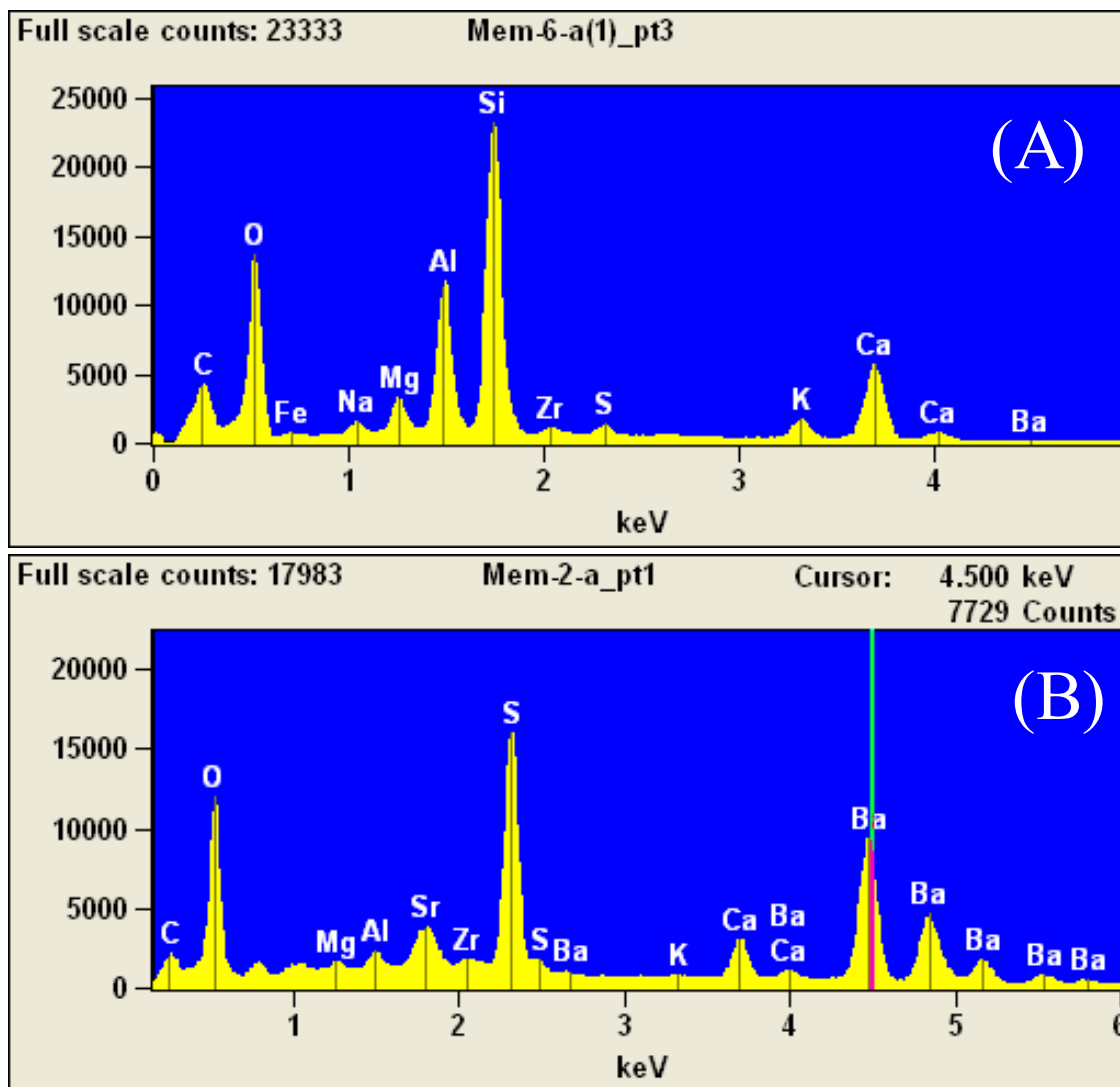 Full scale counts: 23333 Mem-6-a(1)_pt3
(A)
25000
20000
15000
10000
5000
0
C
O
Fe
Na
Mg
Al
Si
Zr
S
K
Ca
Ca
Ba
0 1 2 3 4
keV
Full scale counts: 17983 Mem-2-a_pt1 Cursor: 4.500 keV
7729 Counts
(B)
20000
15000
10000
5000
0
C
O
Mg
Al
Sr
Zr
S
S
Ba
K
Ca
Ba
Ca
Ba
Ba
Ba
Ba
Ba
1 2 3 4 5 6
keV